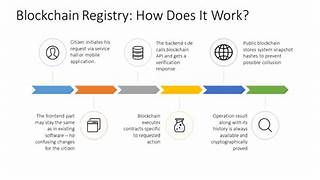 Blockchain Registry: How Does It Work?
Citizen initiates his
request via service
hall or mobile
application.
The backend s de
calls blockchain
API and gets a
verification
response
Public blockchain
stores system snapshot
hashes to prevent
possible collusion
The frontend part
stay the same as
in existing
software – no
confusing changes
for the citizen
Blockchain
executes
contracts specific to
requested action
Operation result
along with its
history is always
available and
cryptographically
proved